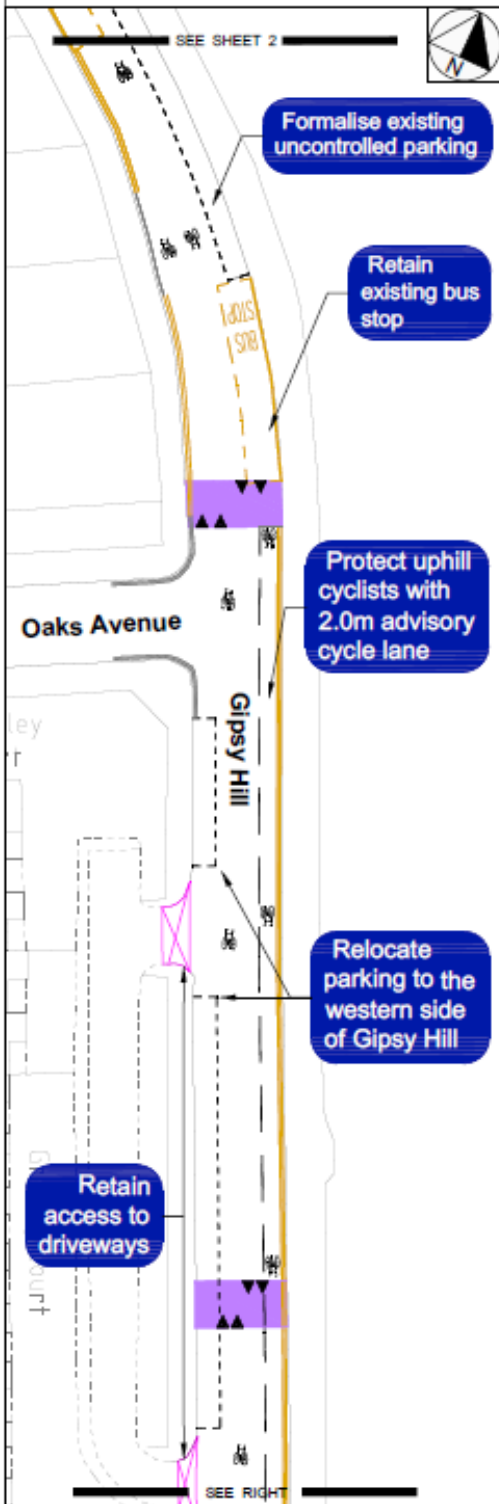 SEE SHEET 2
N
Formalise existing
uncontrolled parking
Retain
existing bus
stop
BUS
STOP
Protect uphill
cyclists with
2.0m advisory
cycle lane
Oaks Avenue
Gipsy Hill
ley
Relocate
parking to the
western side
of Gipsy Hill
Retain
access to
driveways
urt
SEE RIGHT